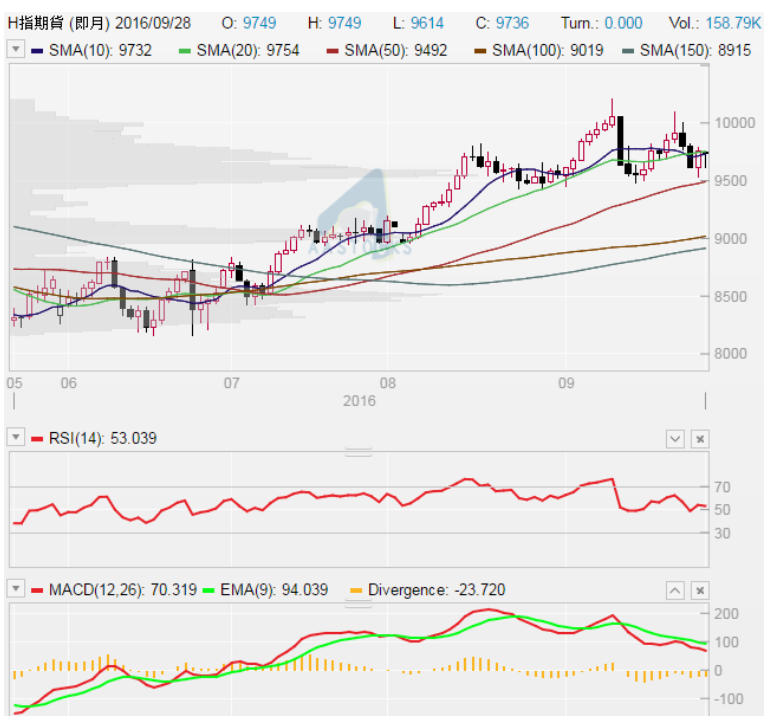 H指期貨 (即月) 2016/09/28 O: 9749 H: 9749 L: 9614 C: 9736 Turn.: 0.000 Vol.: 158.79K
SMA(10): 9732 SMA(20): 9754 SMA(50): 9492 SMA(100): 9019 SMA(150): 8915
10000
9500
9000
8500
8000
AASTOCKS
05 06 07 08 09
2016
RSI(14): 53.039
70
50
30
MACD(12,26): 70.319 EMA(9): 94.039 Divergence: -23.720
200
100
0
-100